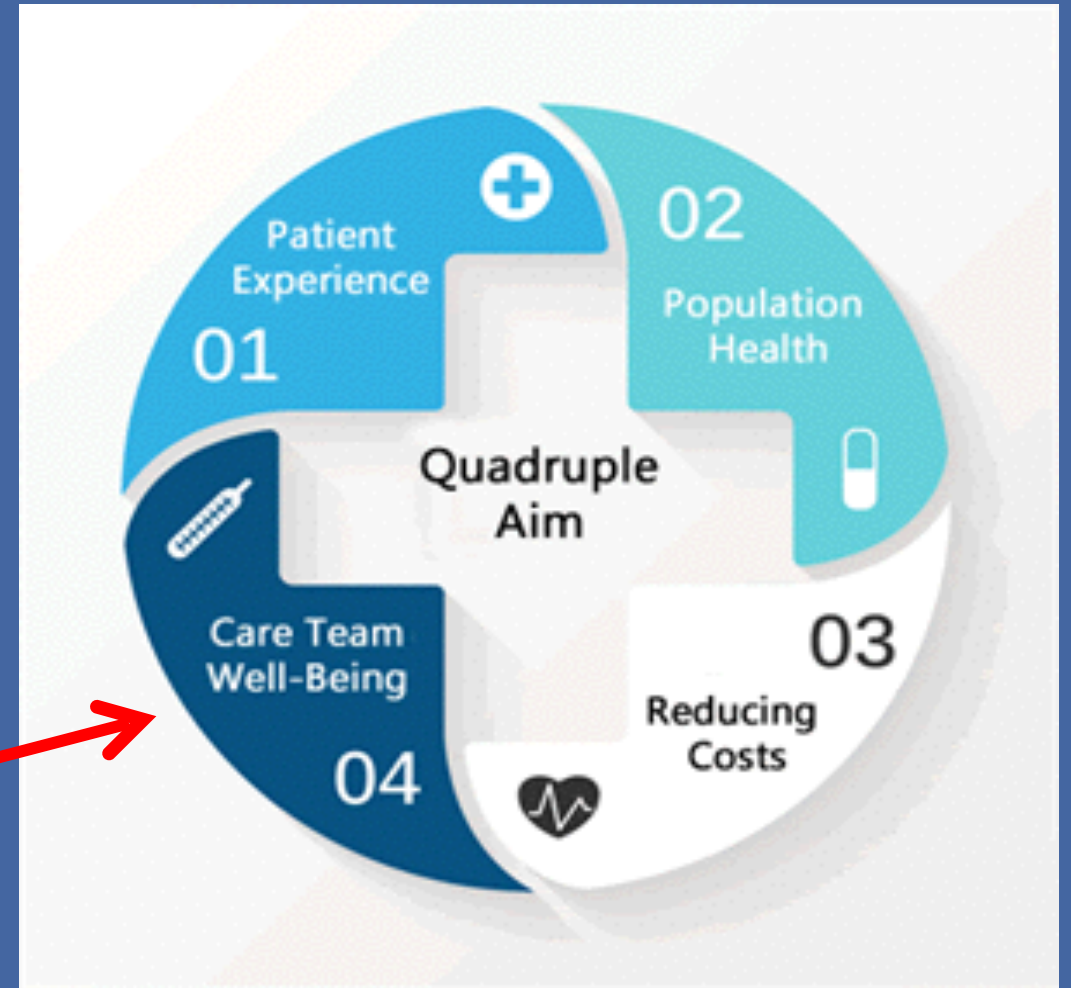 Patient
Experience
01
02
Population
Health
Quadruple
Aim
03
Reducing
Costs
Care Team
Well-Being
04